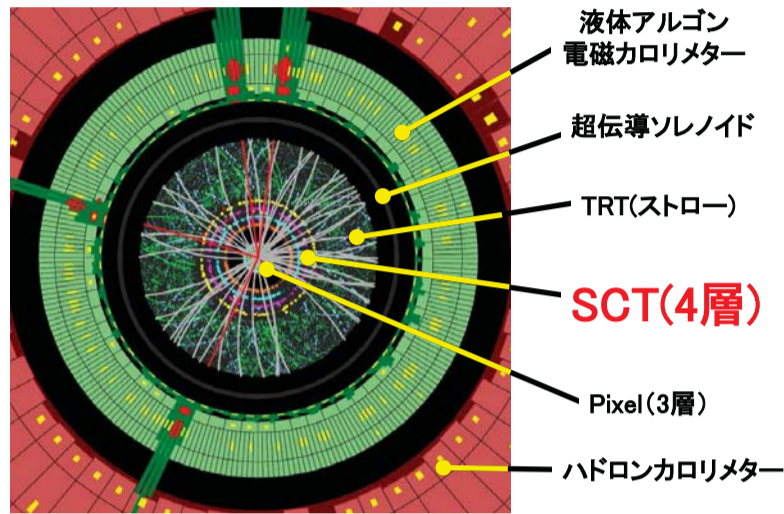 液体アルゴン
電磁カロリメター
超伝導ソレノイド
TRT(ストロー)
SCT(4層)
Pixel(3層)
ハドロンカロリメター